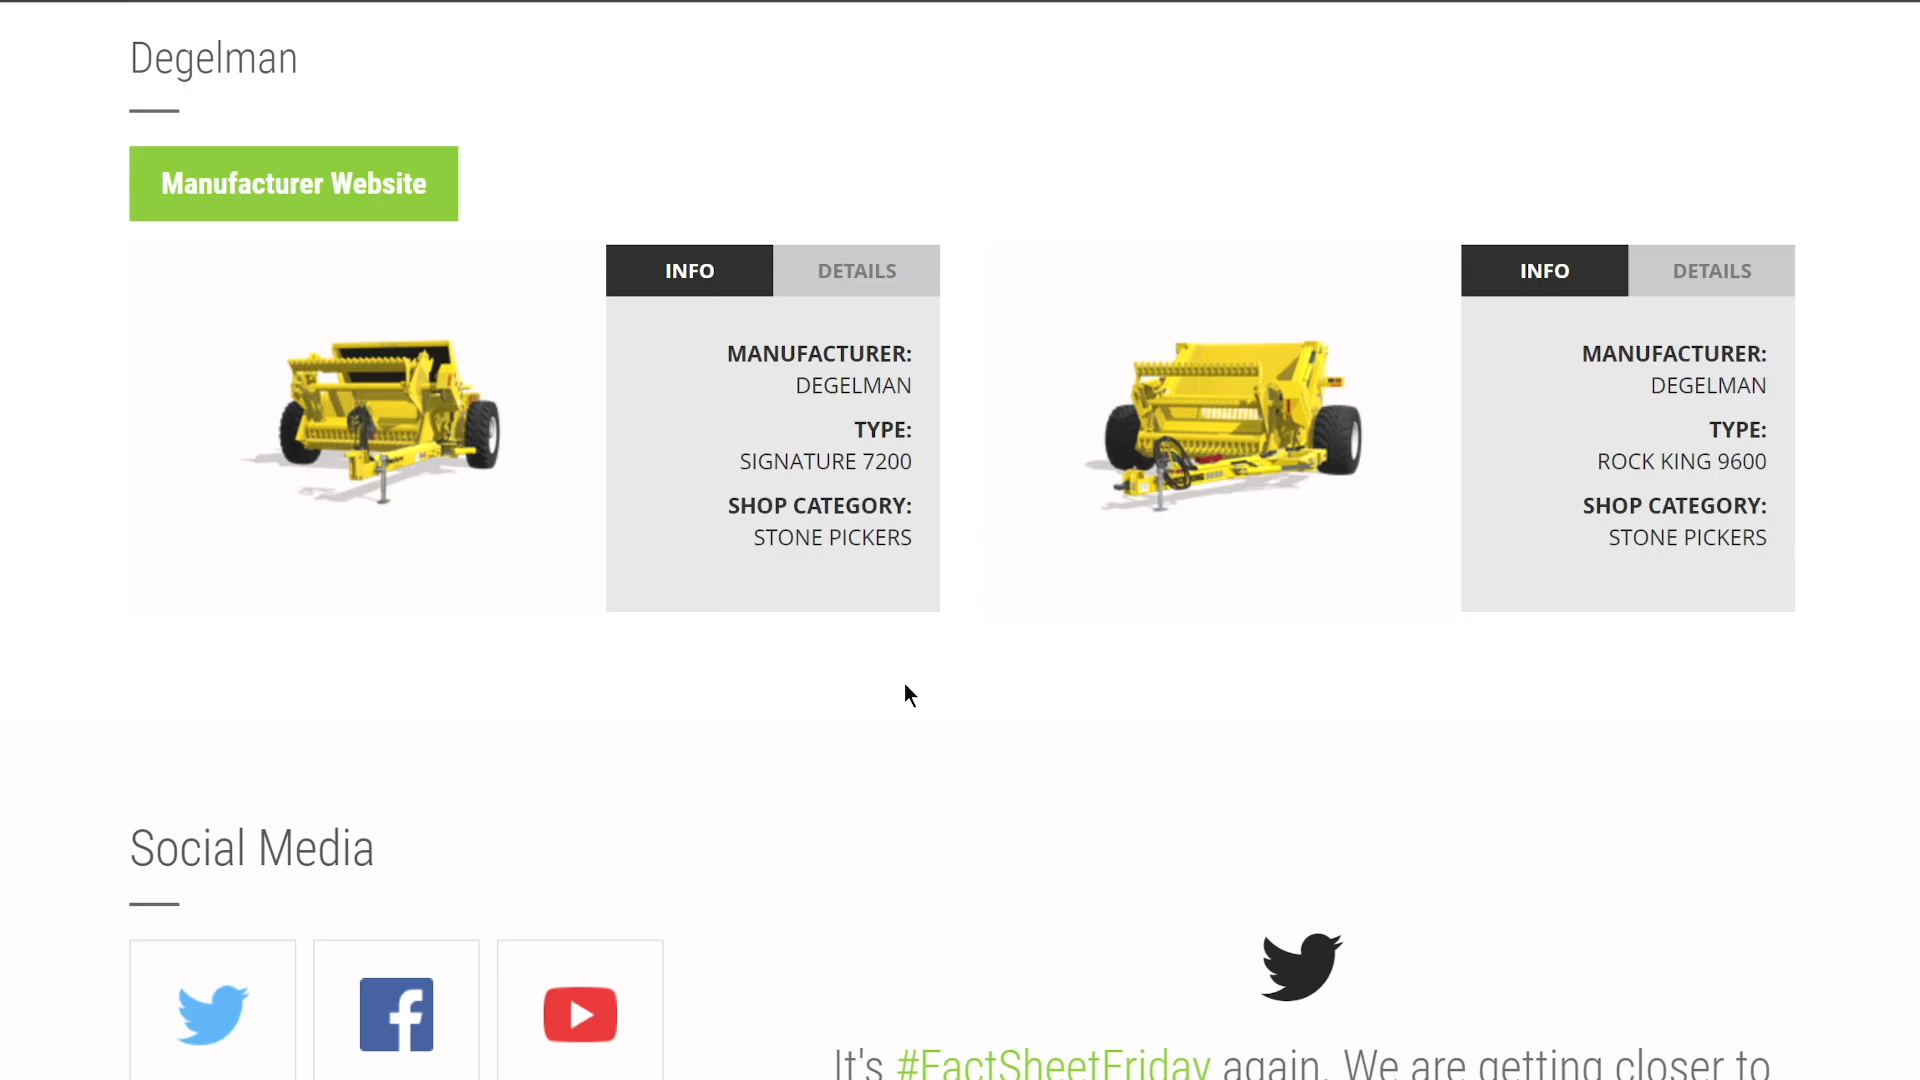 Degelman
Manufacturer Website
INFO DETAILS
MANUFACTURER:
DEGELMAN
TYPE:
SIGNATURE 7200
SHOP CATEGORY:
STONE PICKERS
INFO DETAILS
MANUFACTURER:
DEGELMAN
TYPE:
ROCK KING 9600
SHOP CATEGORY:
STONE PICKERS
Social Media
It's #FactSheetFriday again. We are getting closer to